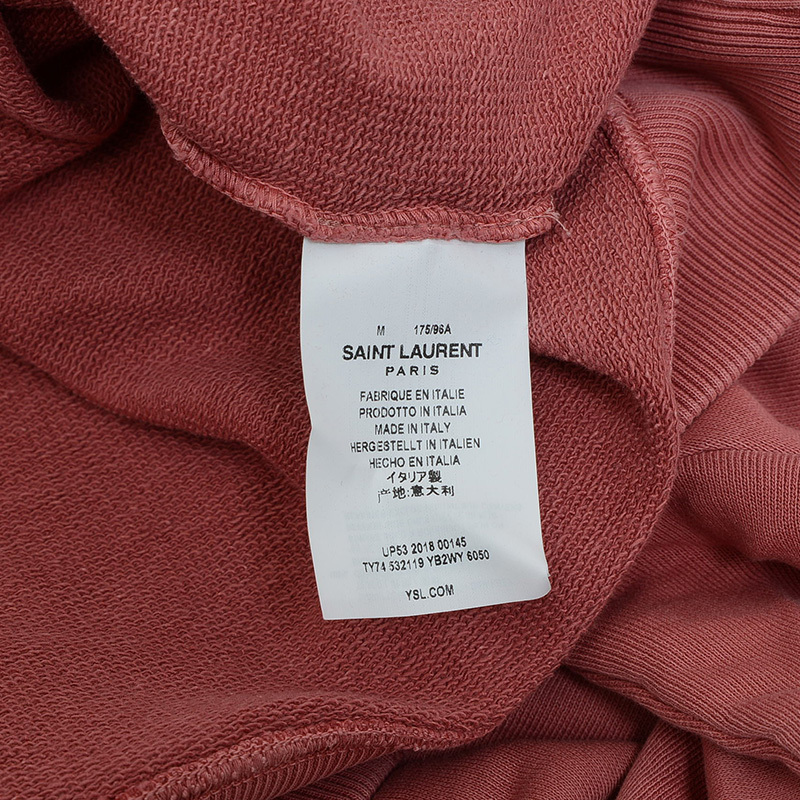 M 175/96A
SAINT LAURENT
PARIS
FABRIQUE EN ITALIE
PRODOTTO IN ITALIA
MADE IN ITALY
HERGESTELLT IN ITALIEN
HECHO EN ITALIA
イタリア製
产地:意大利
UP53 2018 00145
TY74 532119 YB2WY 6050
YSL.COM